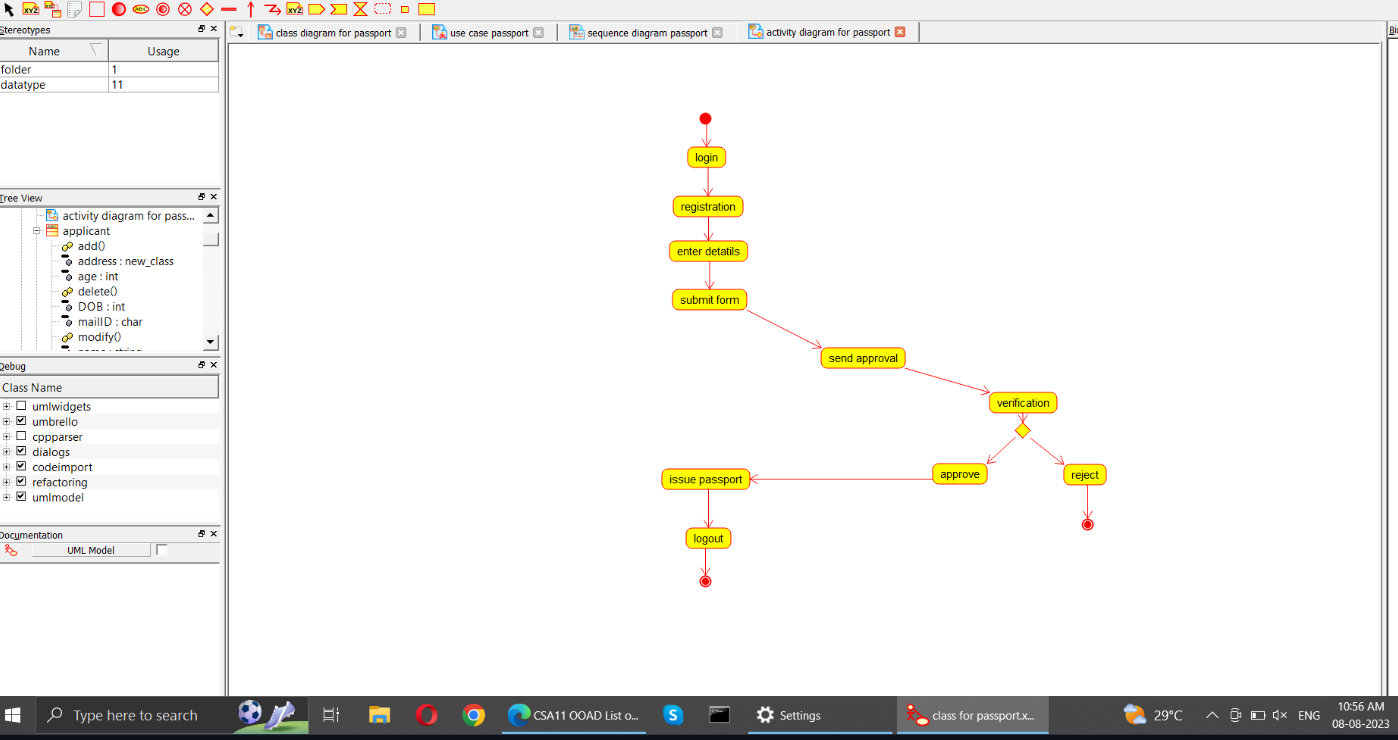 XYZ
XYZ
ABC
XYZ
Stereotypes
Name Usage
folder 1
datatype 11
Tree View
activity diagram for pass...
applicant
add()
address : new_class
age : int
delete()
DOB : int
mailID : char
modify()
Debug
Class Name
umlwidgets
umbrello
cppparser
dialogs
codeimport
refactoring
umlmodel
Documentation
UML Model
class diagram for passport
use case passport
sequence diagram passport
activity diagram for passport
login
registration
enter detatils
submit form
send approval
verification
approve
reject
issue passport
logout
Type here to search
CSA11 OOAD List o...
Settings
class for passport.x...
29°C
ENG
10:56 AM
08-08-2023